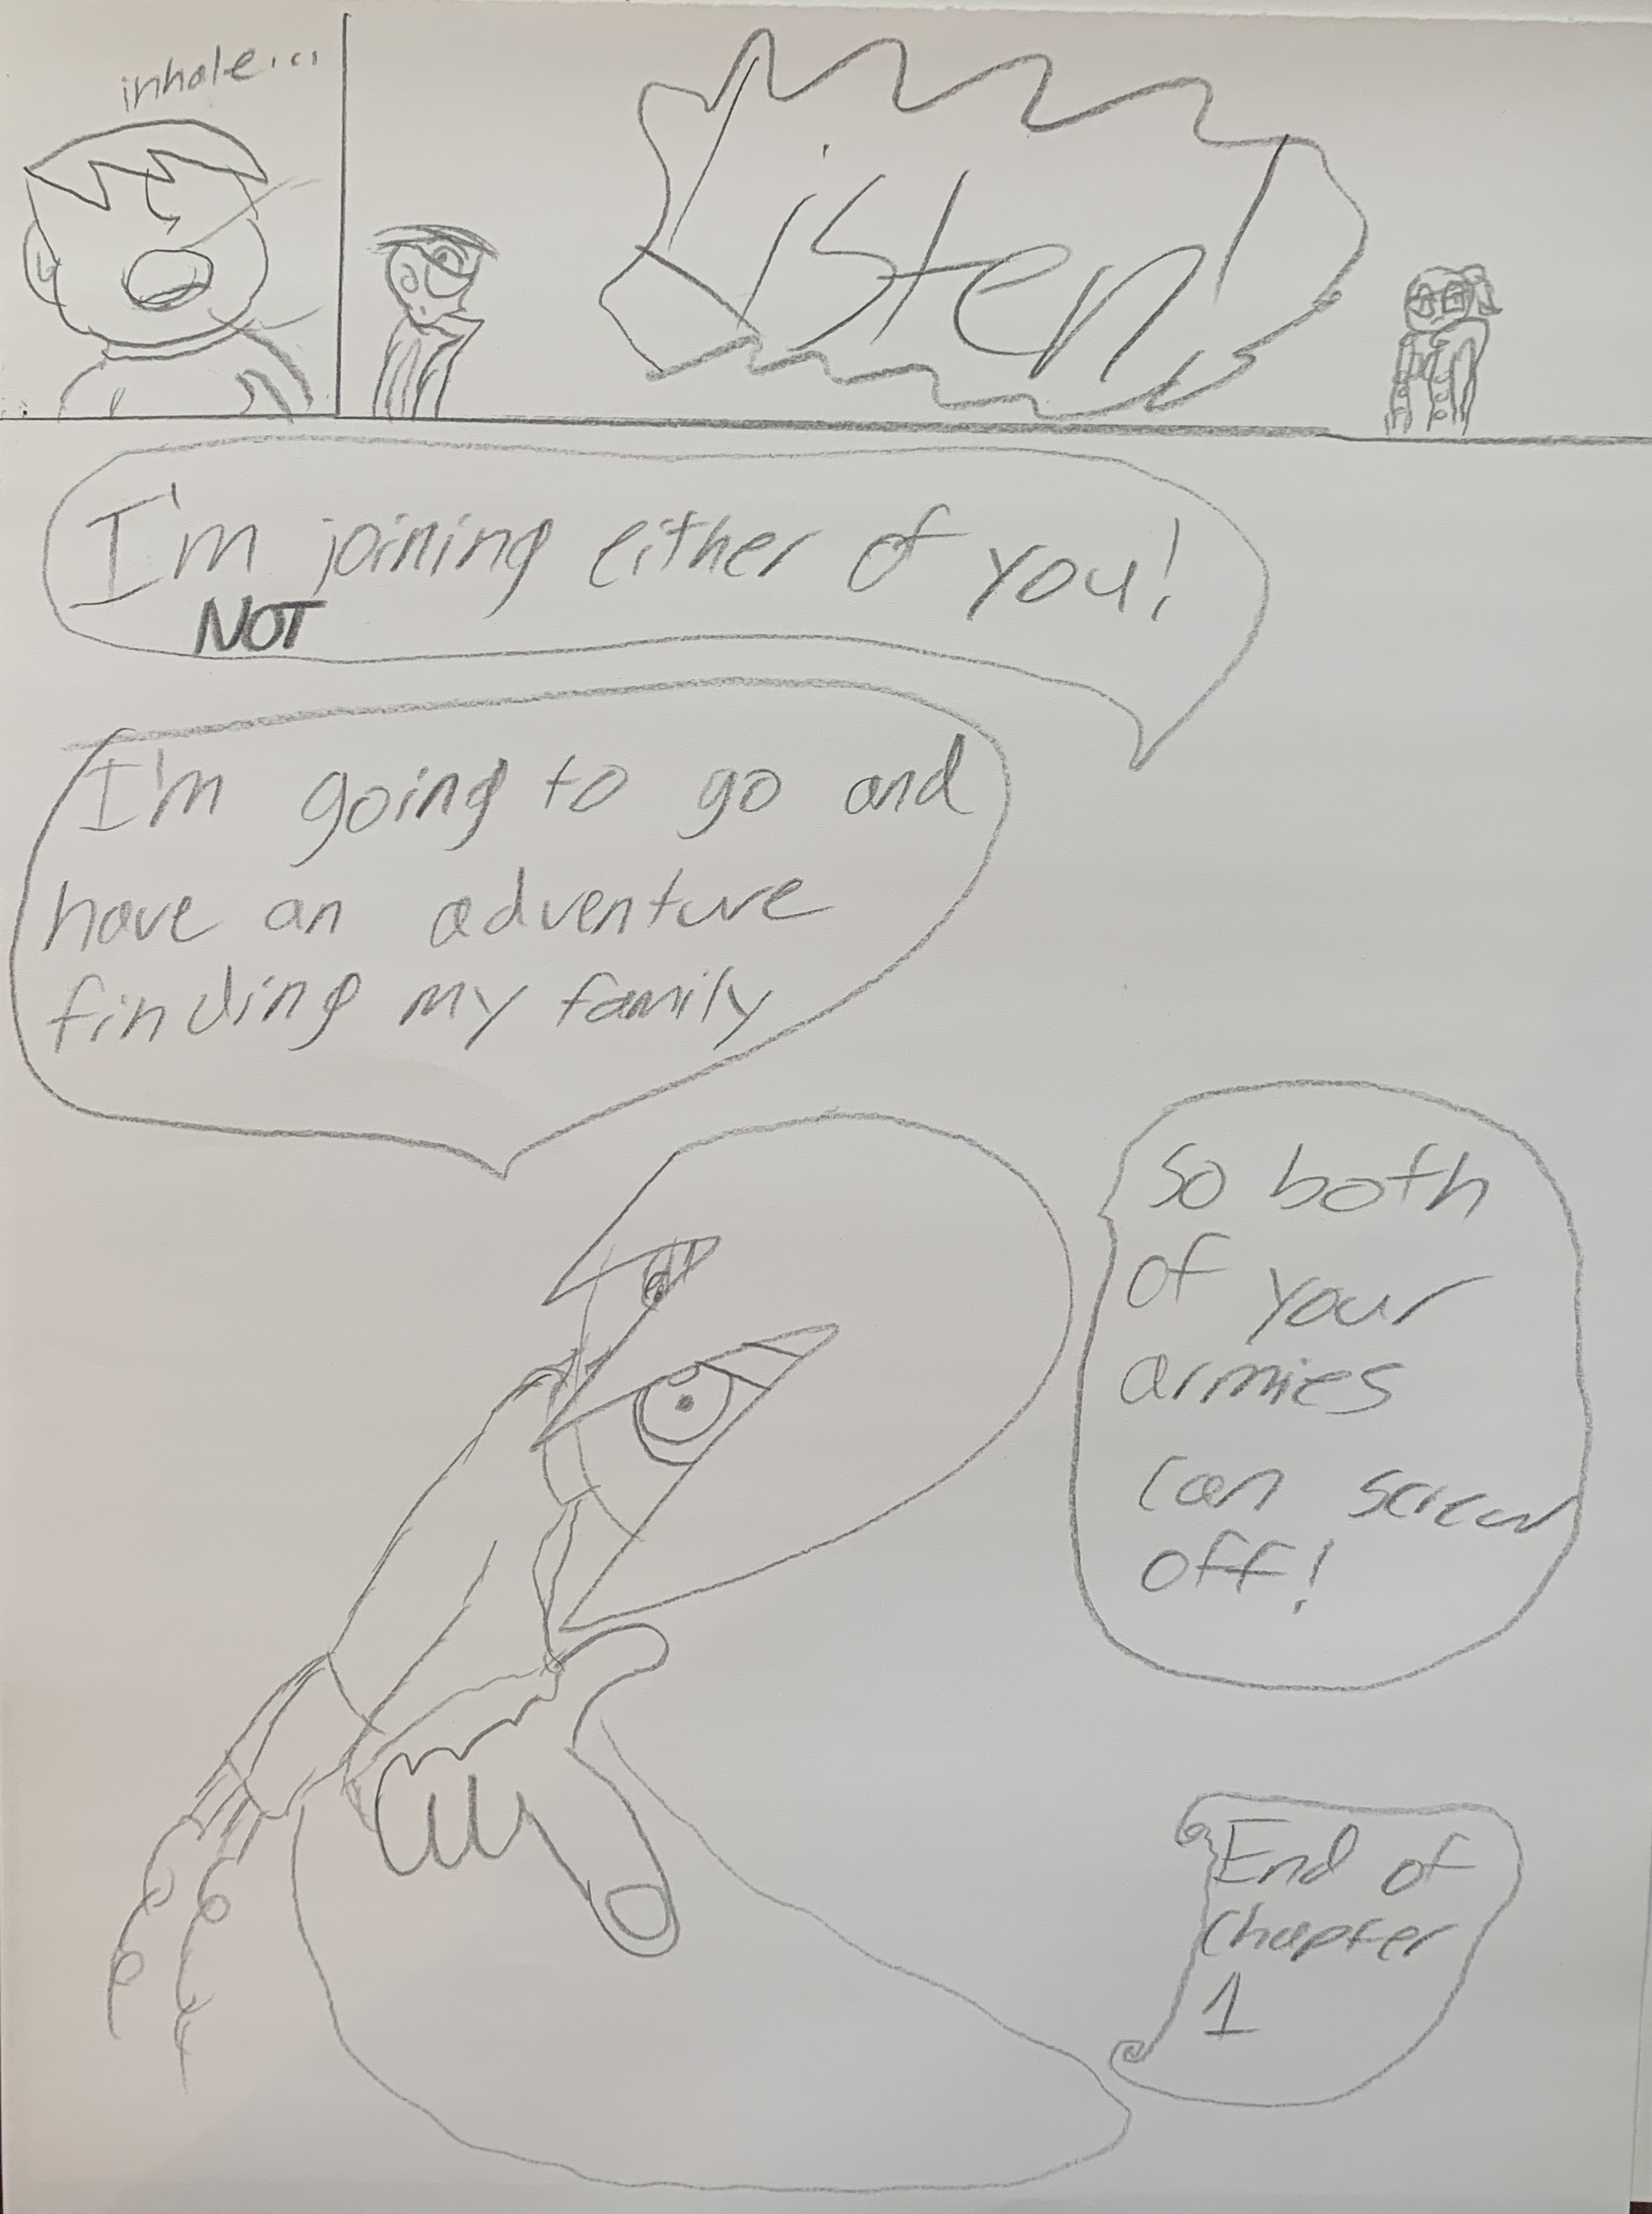 inhale...
Listen!
I'm joining either of you!
NOT
I'm going to go and
have an adventure
finding my family
So both
of your
armies
can screw
off!
End of
Chapter
1